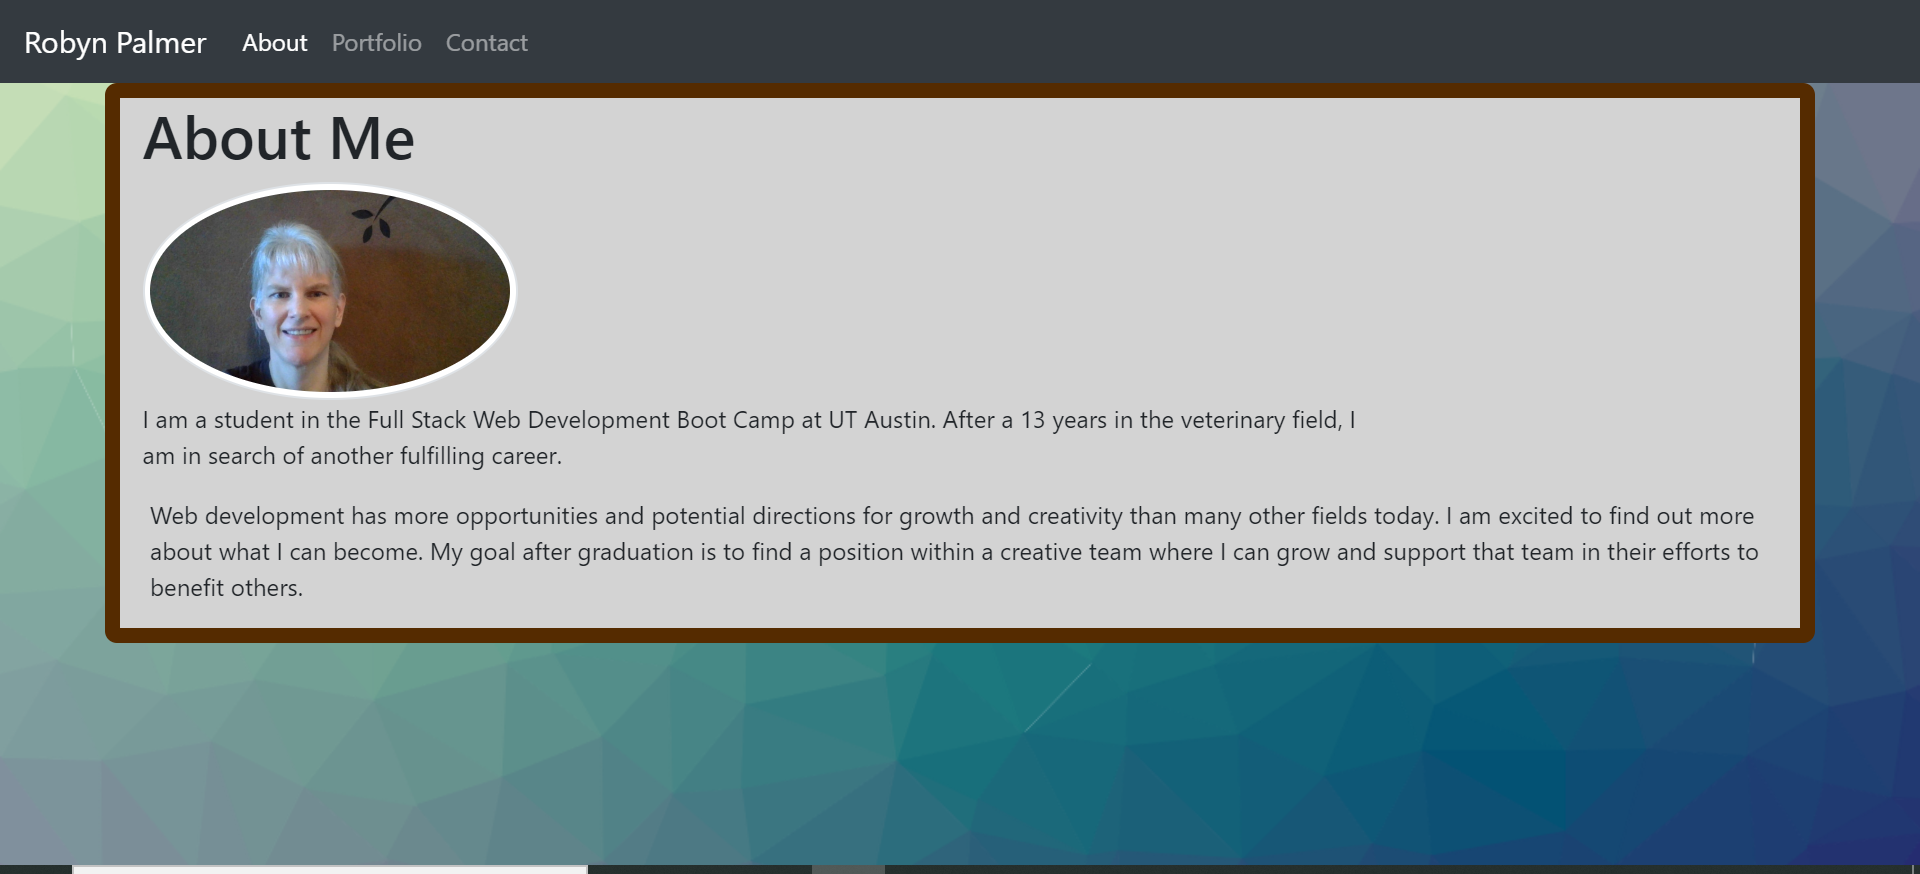 Robyn Palmer About Portfolio Contact
About Me
I am a student in the Full Stack Web Development Boot Camp at UT Austin. After a 13 years in the veterinary field, I
am in search of another fulfilling career.
Web development has more opportunities and potential directions for growth and creativity than many other fields today. I am excited to find out more
about what I can become. My goal after graduation is to find a position within a creative team where I can grow and support that team in their efforts to
benefit others.